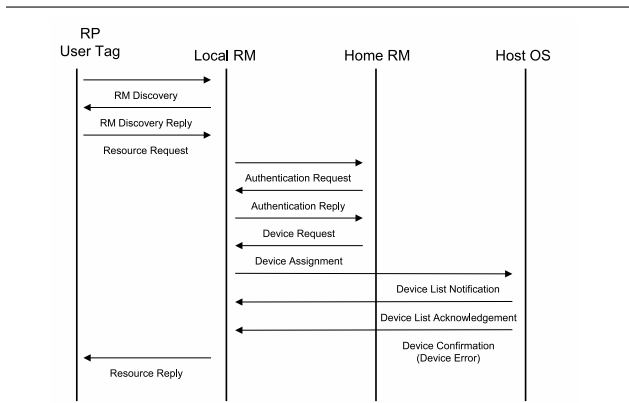 RP
User Tag
Local RM
Home RM
Host OS
RM Discovery
RM Discovery Reply
Resource Request
Authentication Request
Authentication Reply
Device Request
Device Assignment
Device List Notification
Device List Acknowledgement
Device Confirmation
(Device Error)
Resource Reply